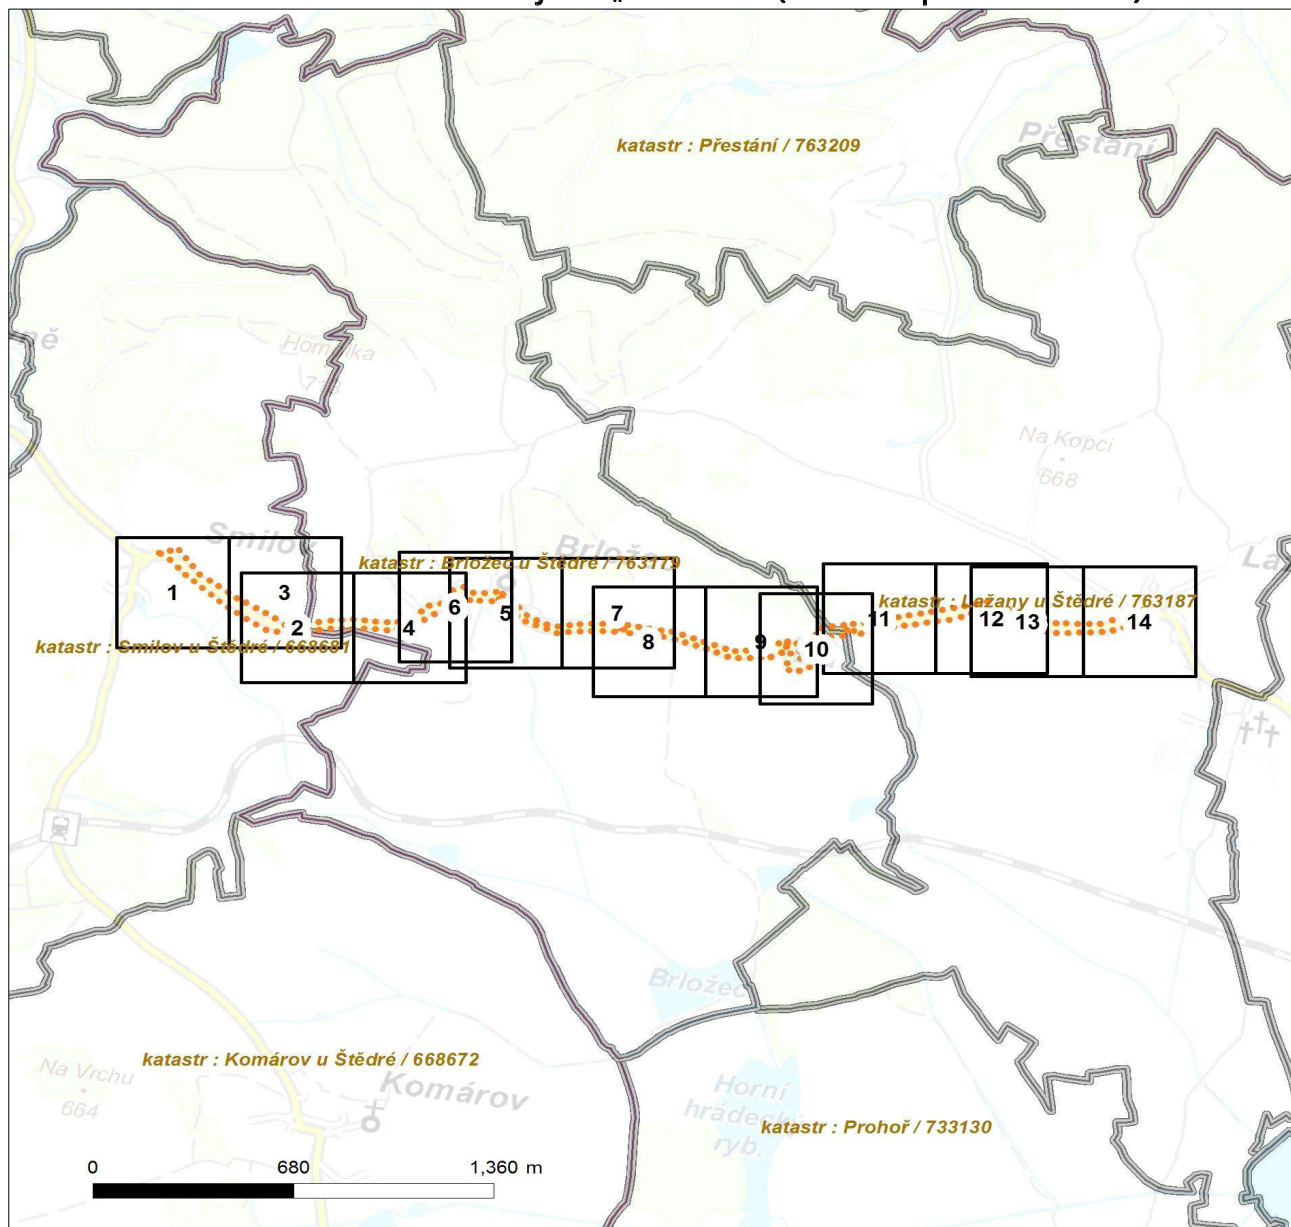 katastr : Přestání / 763209
Přestání
Homolka
Na Kopci
668
Smilov
Brložec
katastr : Brložec u Štědré / 763179
katastr : Lažany u Štědré / 763187
katastr : Smilov u Štědré / 668681
1
2
3
4
5
6
7
8
9
10
11
12
13
14
Brložec
katastr : Komárov u Štědré / 668672
Na Vrchu
664
Komárov
Horní
hrádecký
ryb.
katastr : Prohoř / 733130
0 680 1,360 m